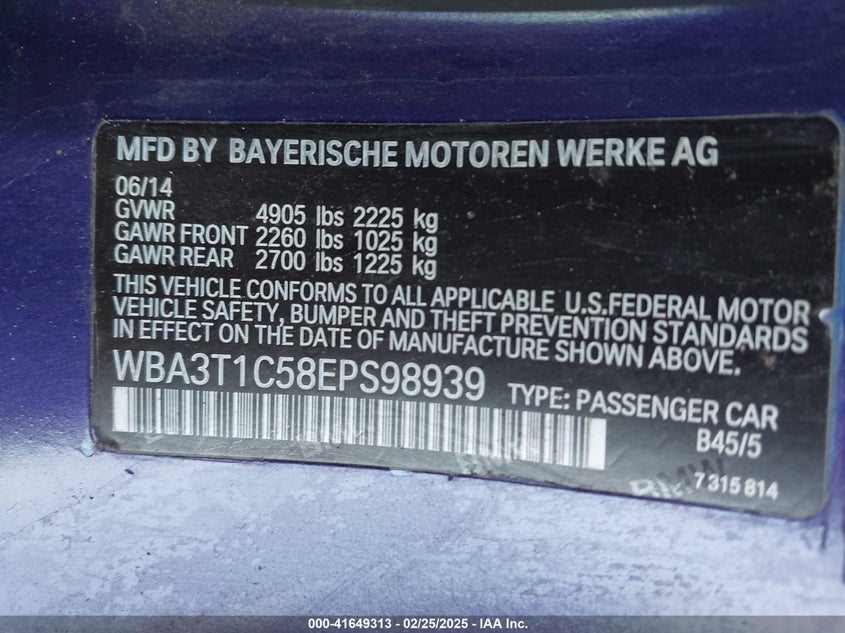 MFD BY BAYERISCHE MOTOREN WERKE AG
06/14
GVWR 4905 lbs 2225 kg
GAWR FRONT 2260 lbs 1025 kg
GAWR REAR 2700 lbs 1225 kg
THIS VEHICLE CONFORMS TO ALL APPLICABLE U.S.FEDERAL MOTOR
VEHICLE SAFETY, BUMPER AND THEFT PREVENTION STANDARDS
IN EFFECT ON THE DATE OF MANUFACTURE SHOWN ABOVE.
WBA3T1C58EPS98939 TYPE: PASSENGER CAR
B45/5
BMW
7 315 814
000-41649313 - 02/25/2025 - IAA Inc.